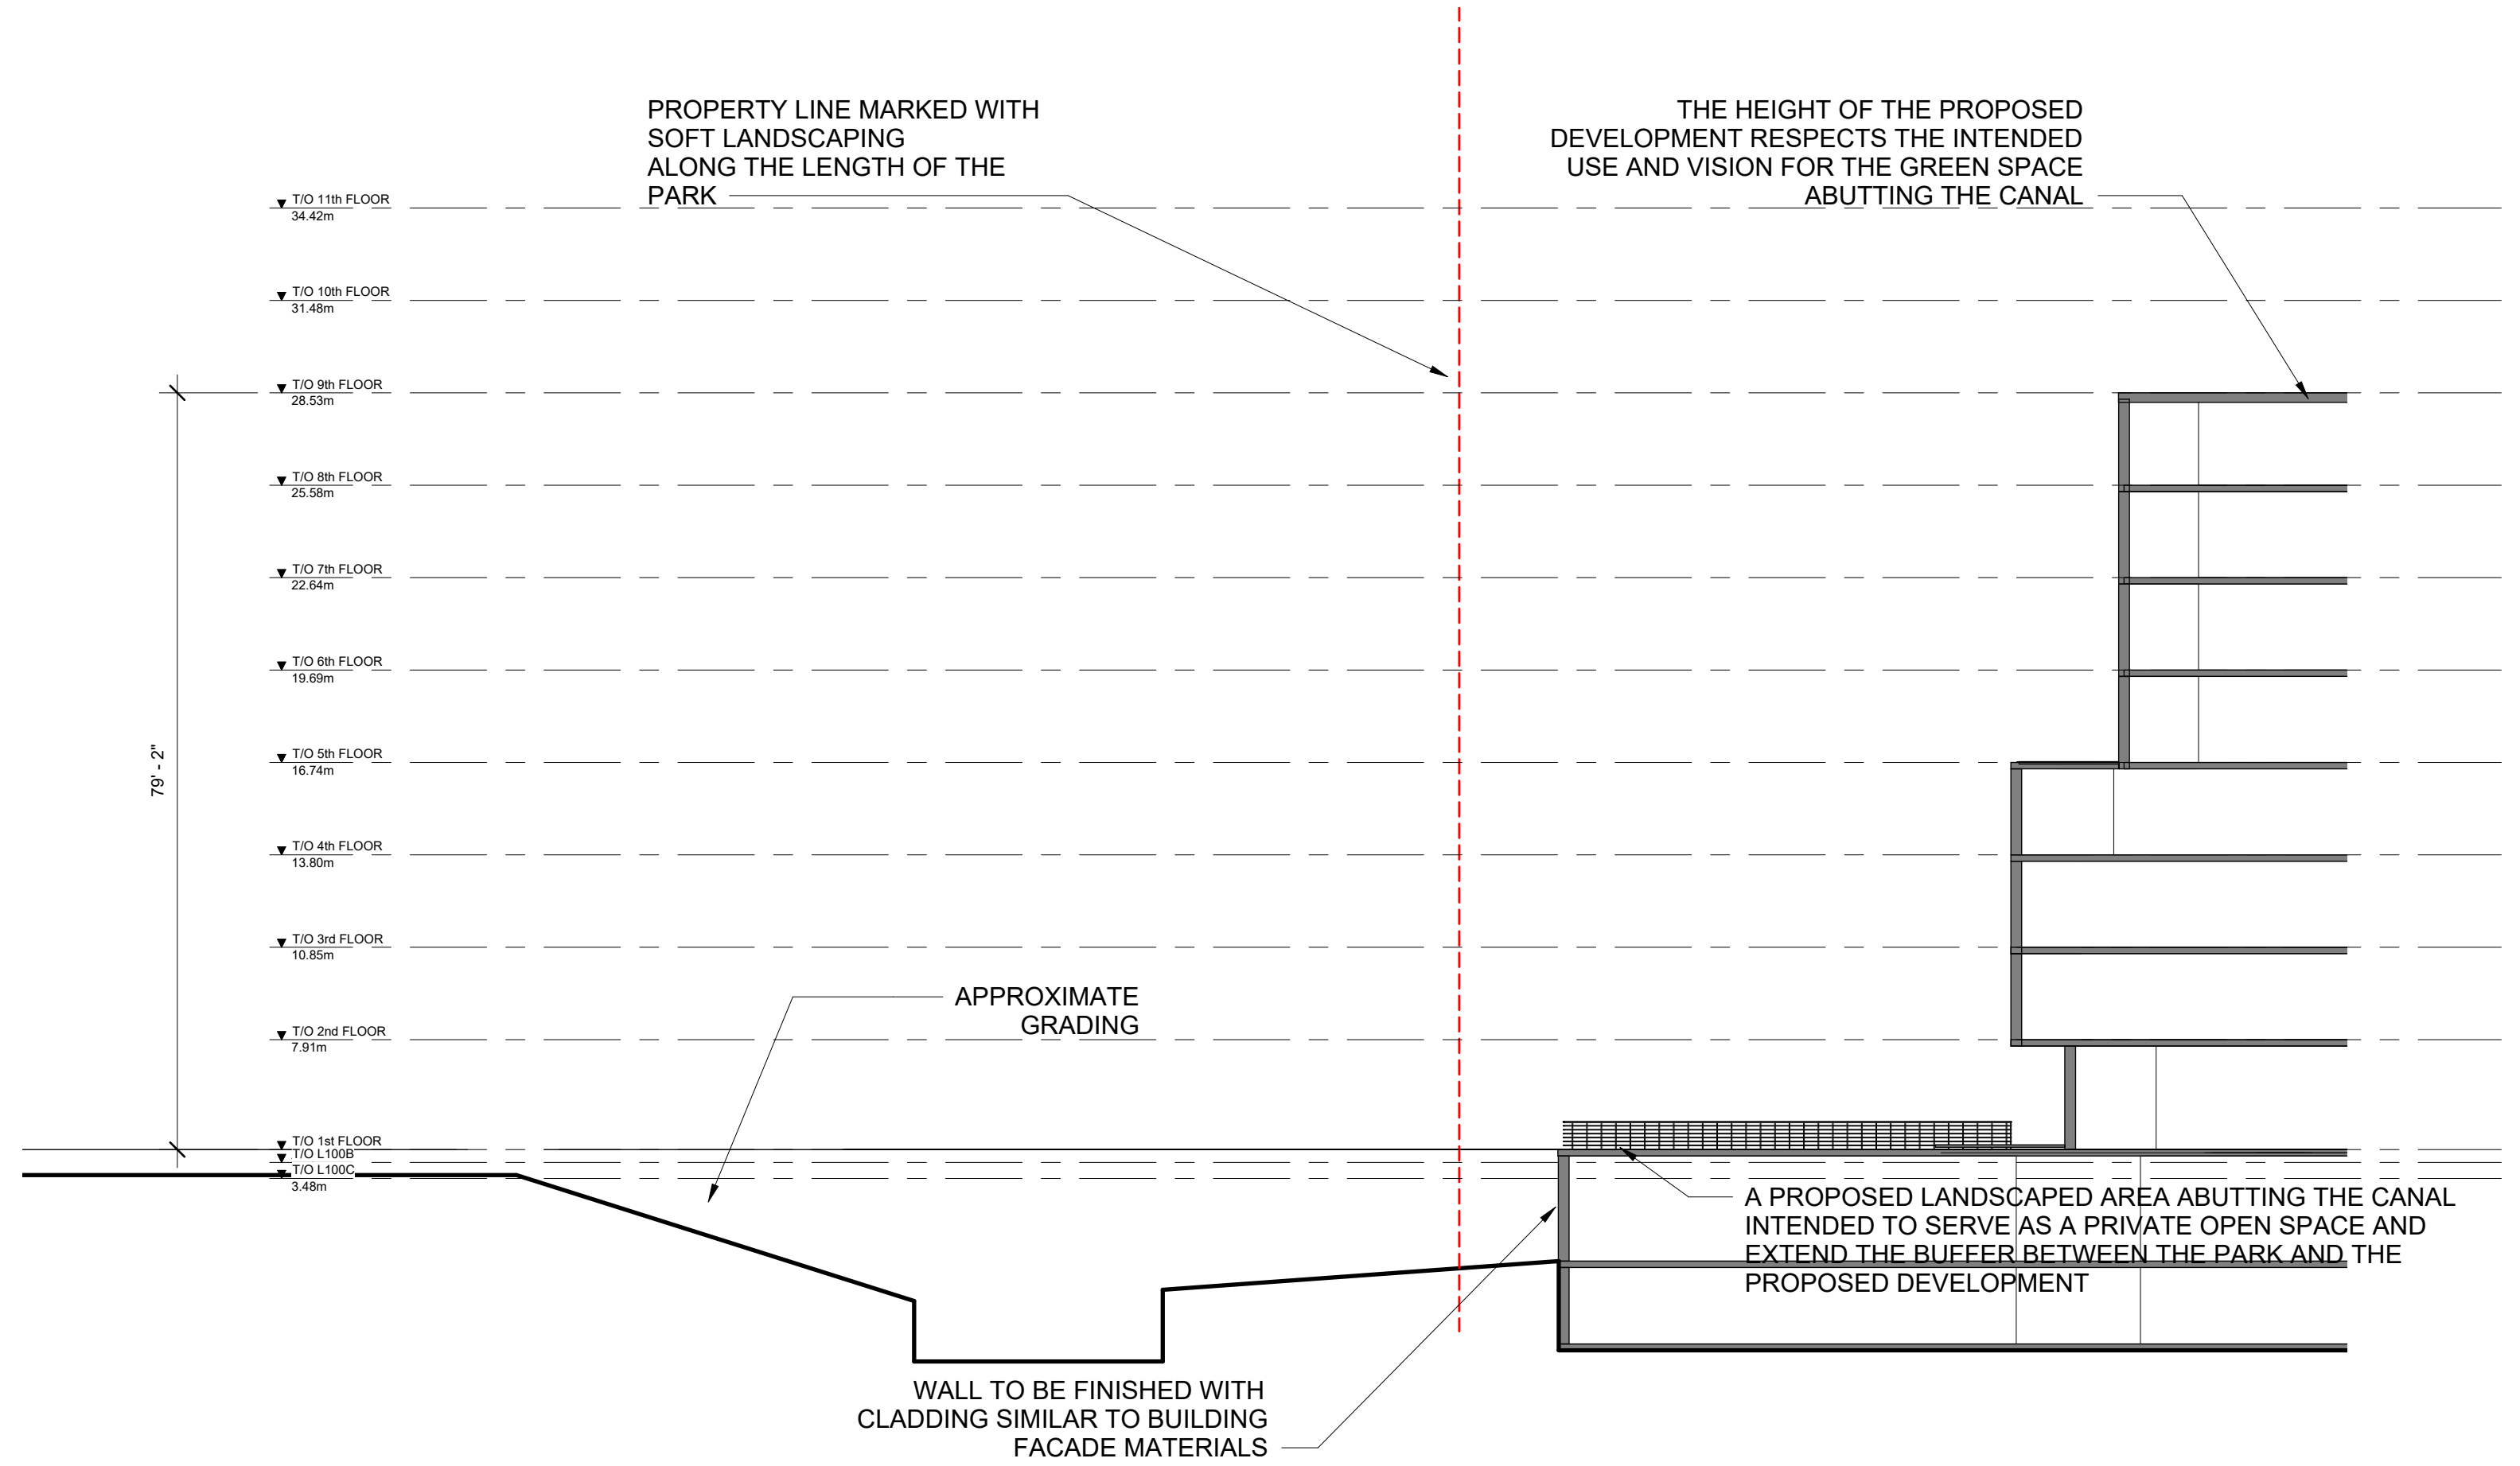 PROPERTY LINE MARKED WITH
SOFT LANDSCAPING
ALONG THE LENGTH OF THE
PARK
THE HEIGHT OF THE PROPOSED
DEVELOPMENT RESPECTS THE INTENDED
USE AND VISION FOR THE GREEN SPACE
ABUTTING THE CANAL
T/O 11th FLOOR
34.42m
T/O 10th FLOOR
31.48m
T/O 9th FLOOR
28.53m
T/O 8th FLOOR
25.58m
T/O 7th FLOOR
22.64m
T/O 6th FLOOR
19.69m
79' - 2"
T/O 5th FLOOR
16.74m
T/O 4th FLOOR
13.80m
T/O 3rd FLOOR
10.85m
APPROXIMATE
GRADING
T/O 2nd FLOOR
7.91m
T/O 1st FLOOR
T/O L100B
T/O L100C
3.48m
A PROPOSED LANDSCAPED AREA ABUTTING THE CANAL
INTENDED TO SERVE AS A PRIVATE OPEN SPACE AND
EXTEND THE BUFFER BETWEEN THE PARK AND THE
PROPOSED DEVELOPMENT
WALL TO BE FINISHED WITH
CLADDING SIMILAR TO BUILDING
FACADE MATERIALS